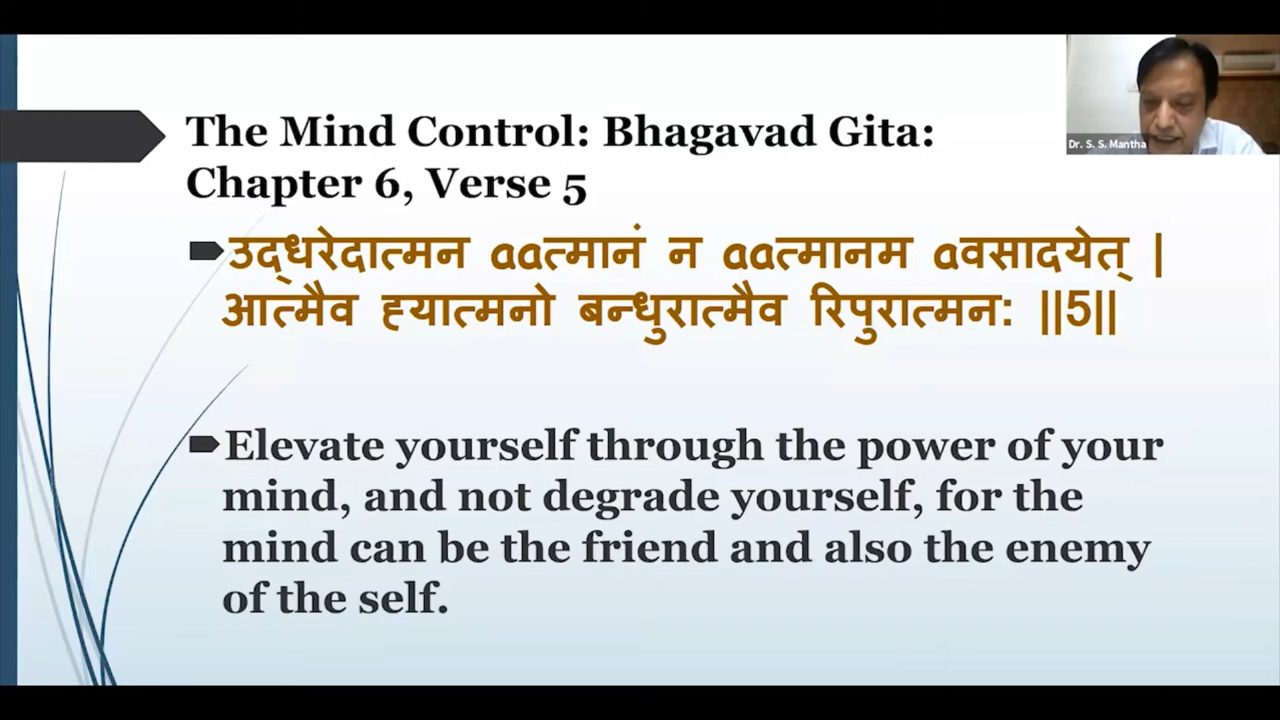 The Mind Control: Bhagavad Gita:
Chapter 6, Verse 5
Dr. S. S. Mantha
उद्धरेदात्मन aaत्मानं न aaत्मानम aवसादयेत् |
आत्मैव ह्यात्मनो बन्धुरात्मैव रिपुरात्मन: ||5||
Elevate yourself through the power of your
mind, and not degrade yourself, for the
mind can be the friend and also the enemy
of the self.